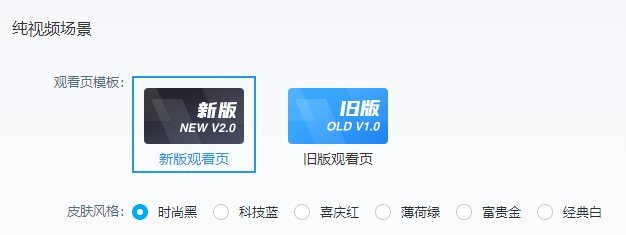 纯视频场景
观看页模板：
新版 旧版
NEW V2.0 OLD V1.0
新版观看页 旧版观看页
皮肤风格： 时尚黑 科技蓝 喜庆红 薄荷绿 富贵金 经典白